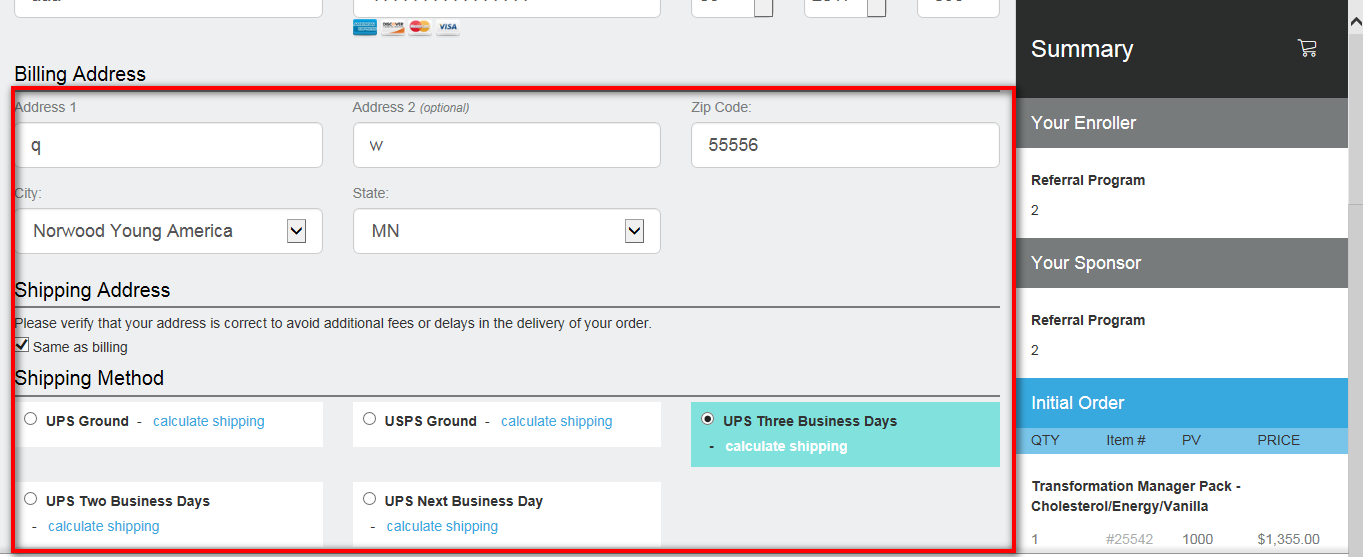 Summary
Billing Address
Address 1 Address 2 (optional) Zip Code:
q w 55556
City: State:
Norwood Young America MN
Shipping Address
Please verify that your address is correct to avoid additional fees or delays in the delivery of your order.
Same as billing
Shipping Method
UPS Ground - calculate shipping
USPS Ground - calculate shipping
UPS Three Business Days
- calculate shipping
UPS Two Business Days
- calculate shipping
UPS Next Business Day
- calculate shipping
Your Enroller
Referral Program
2
Your Sponsor
Referral Program
2
Initial Order
QTY Item # PV PRICE
Transformation Manager Pack -
Cholesterol/Energy/Vanilla
1 #25542 1000 $1,355.00